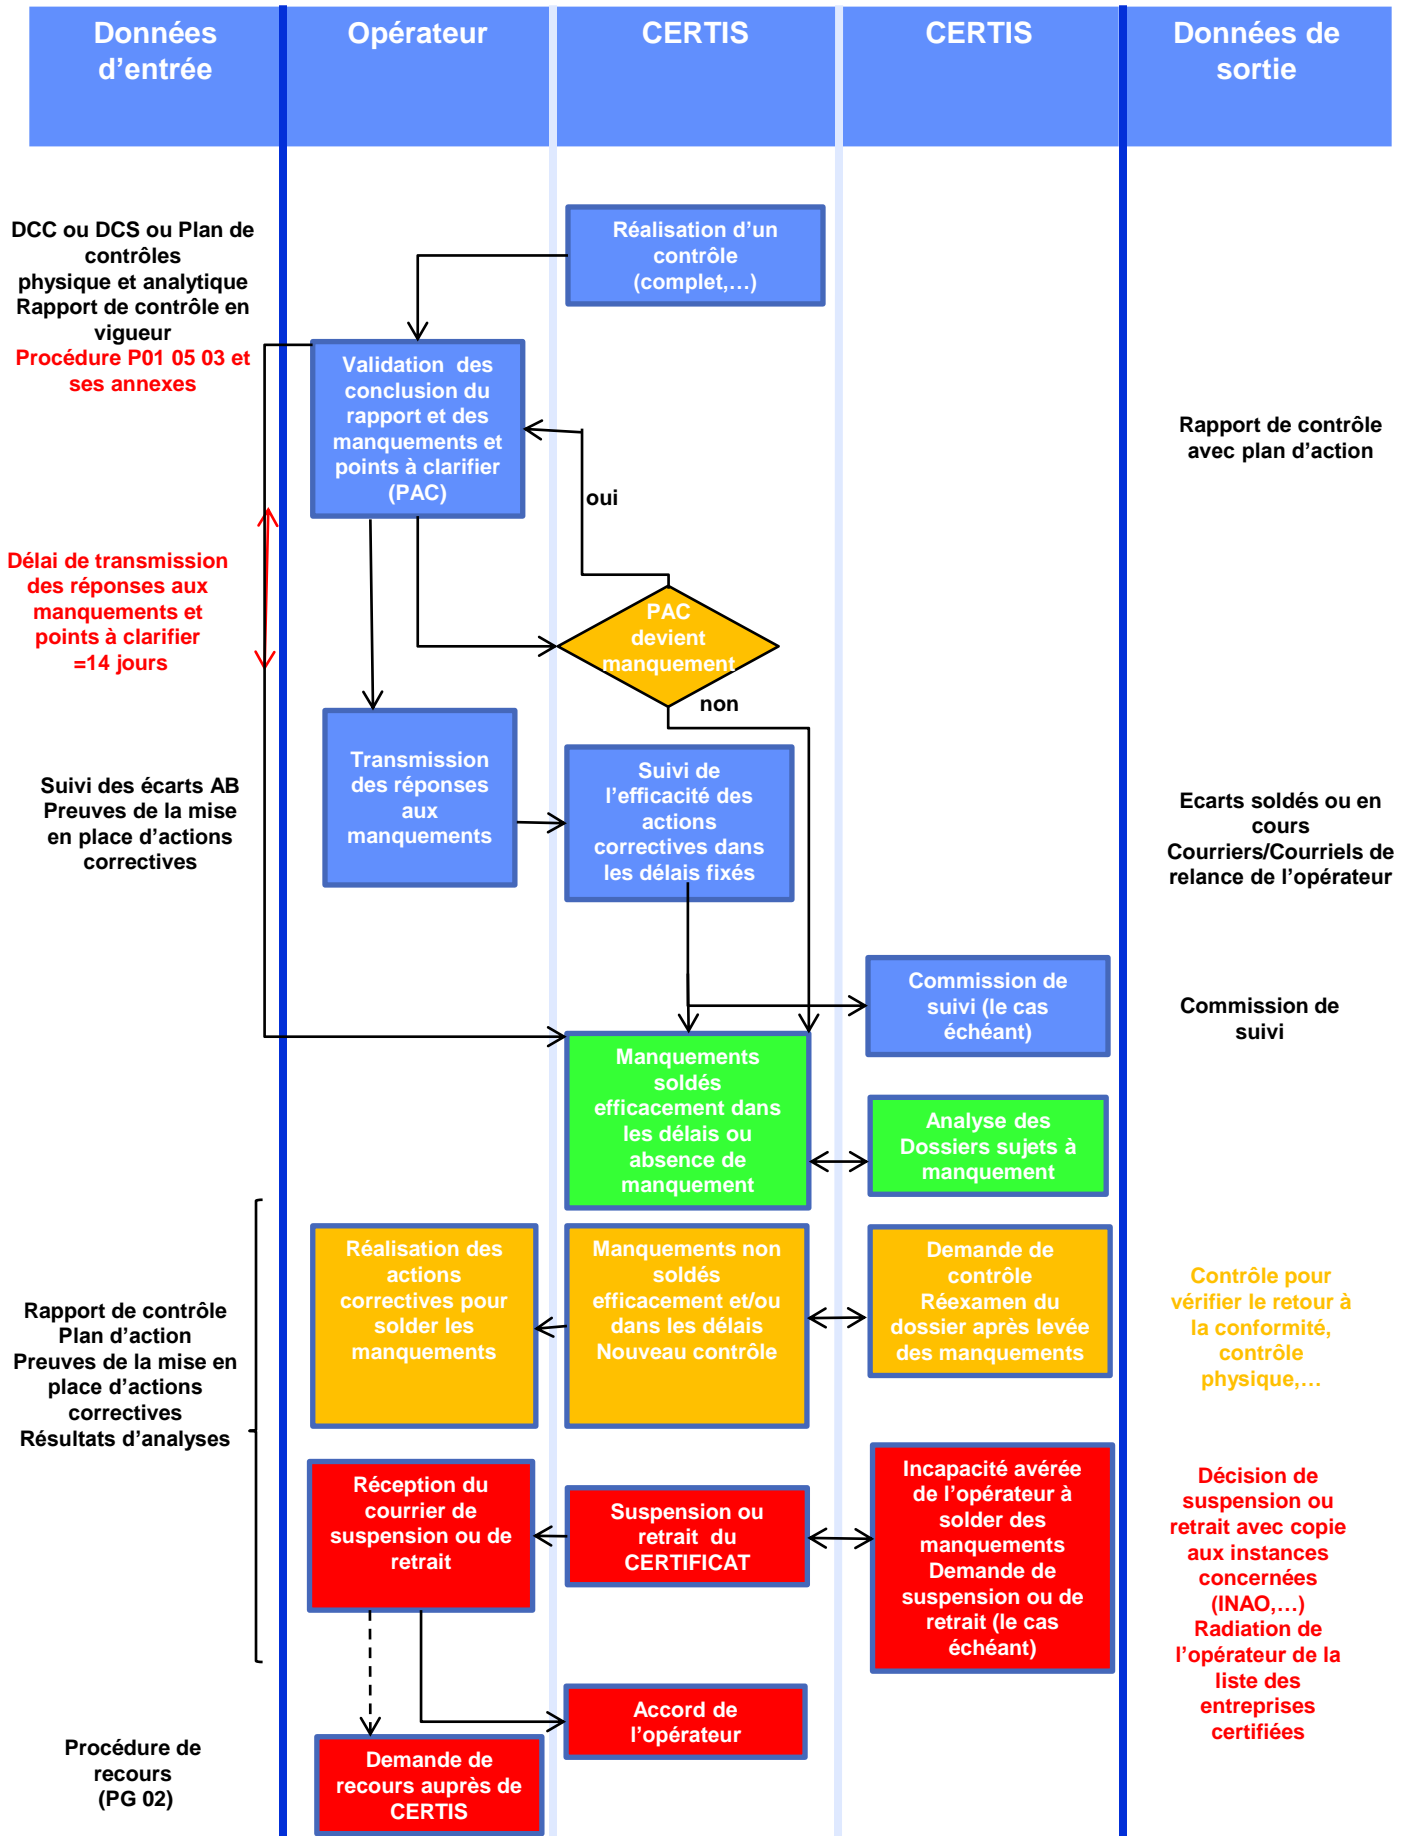 Données
d’entrée
Opérateur
CERTIS
CERTIS
Données de
sortie
DCC ou DCS ou Plan de
contrôles
physique et analytique
Rapport de contrôle en
vigueur
Procédure P01 05 03 et
ses annexes
Réalisation d’un
contrôle
(complet,…)
Validation des
conclusion du
rapport et des
manquements et
points à clarifier
(PAC)
Rapport de contrôle
avec plan d’action
oui
Délai de transmission
des réponses aux
manquements et
points à clarifier
=14 jours
PAC
devient
manquement
non
Suivi des écarts AB
Preuves de la mise
en place d’actions
correctives
Transmission
des réponses
aux
manquements
Suivi de
l’efficacité des
actions
correctives dans
les délais fixés
Ecarts soldés ou en
cours
Courriers/Courriels de
relance de l’opérateur
Commission de
suivi (le cas
échéant)
Commission de
suivi
Manquements
soldés
efficacement dans
les délais ou
absence de
manquement
Analyse des
Dossiers sujets à
manquement
Rapport de contrôle
Plan d’action
Preuves de la mise en
place d’actions
correctives
Résultats d’analyses
Réalisation des
actions
correctives pour
solder les
manquements
Manquements non
soldés
efficacement et/ou
dans les délais
Nouveau contrôle
Demande de
contrôle
Réexamen du
dossier après levée
des manquements
Contrôle pour
vérifier le retour à
la conformité,
contrôle
physique,…
Réception du
courrier de
suspension ou de
retrait
Suspension ou
retrait du
CERTIFICAT
Incapacité avérée
de l’opérateur à
solder des
manquements
Demande de
suspension ou de
retrait (le cas
échéant)
Décision de
suspension ou
retrait avec copie
aux instances
concernées
(INAO,…)
Radiation de
l’opérateur de la
liste des
entreprises
certifiées
Accord de
l’opérateur
Procédure de
recours
(PG 02)
Demande de
recours auprès de
CERTIS